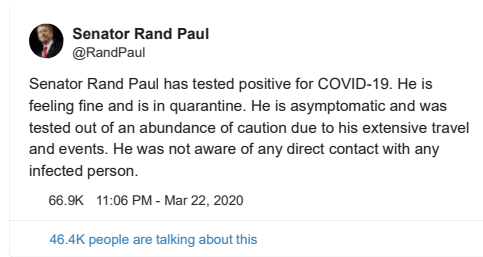 Senator Rand Paul
@RandPaul
Senator Rand Paul has tested positive for COVID-19. He is
feeling fine and is in quarantine. He is asymptomatic and was
tested out of an abundance of caution due to his extensive travel
and events. He was not aware of any direct contact with any
infected person.
66.9K 11:06 PM - Mar 22, 2020
46.4K people are talking about this